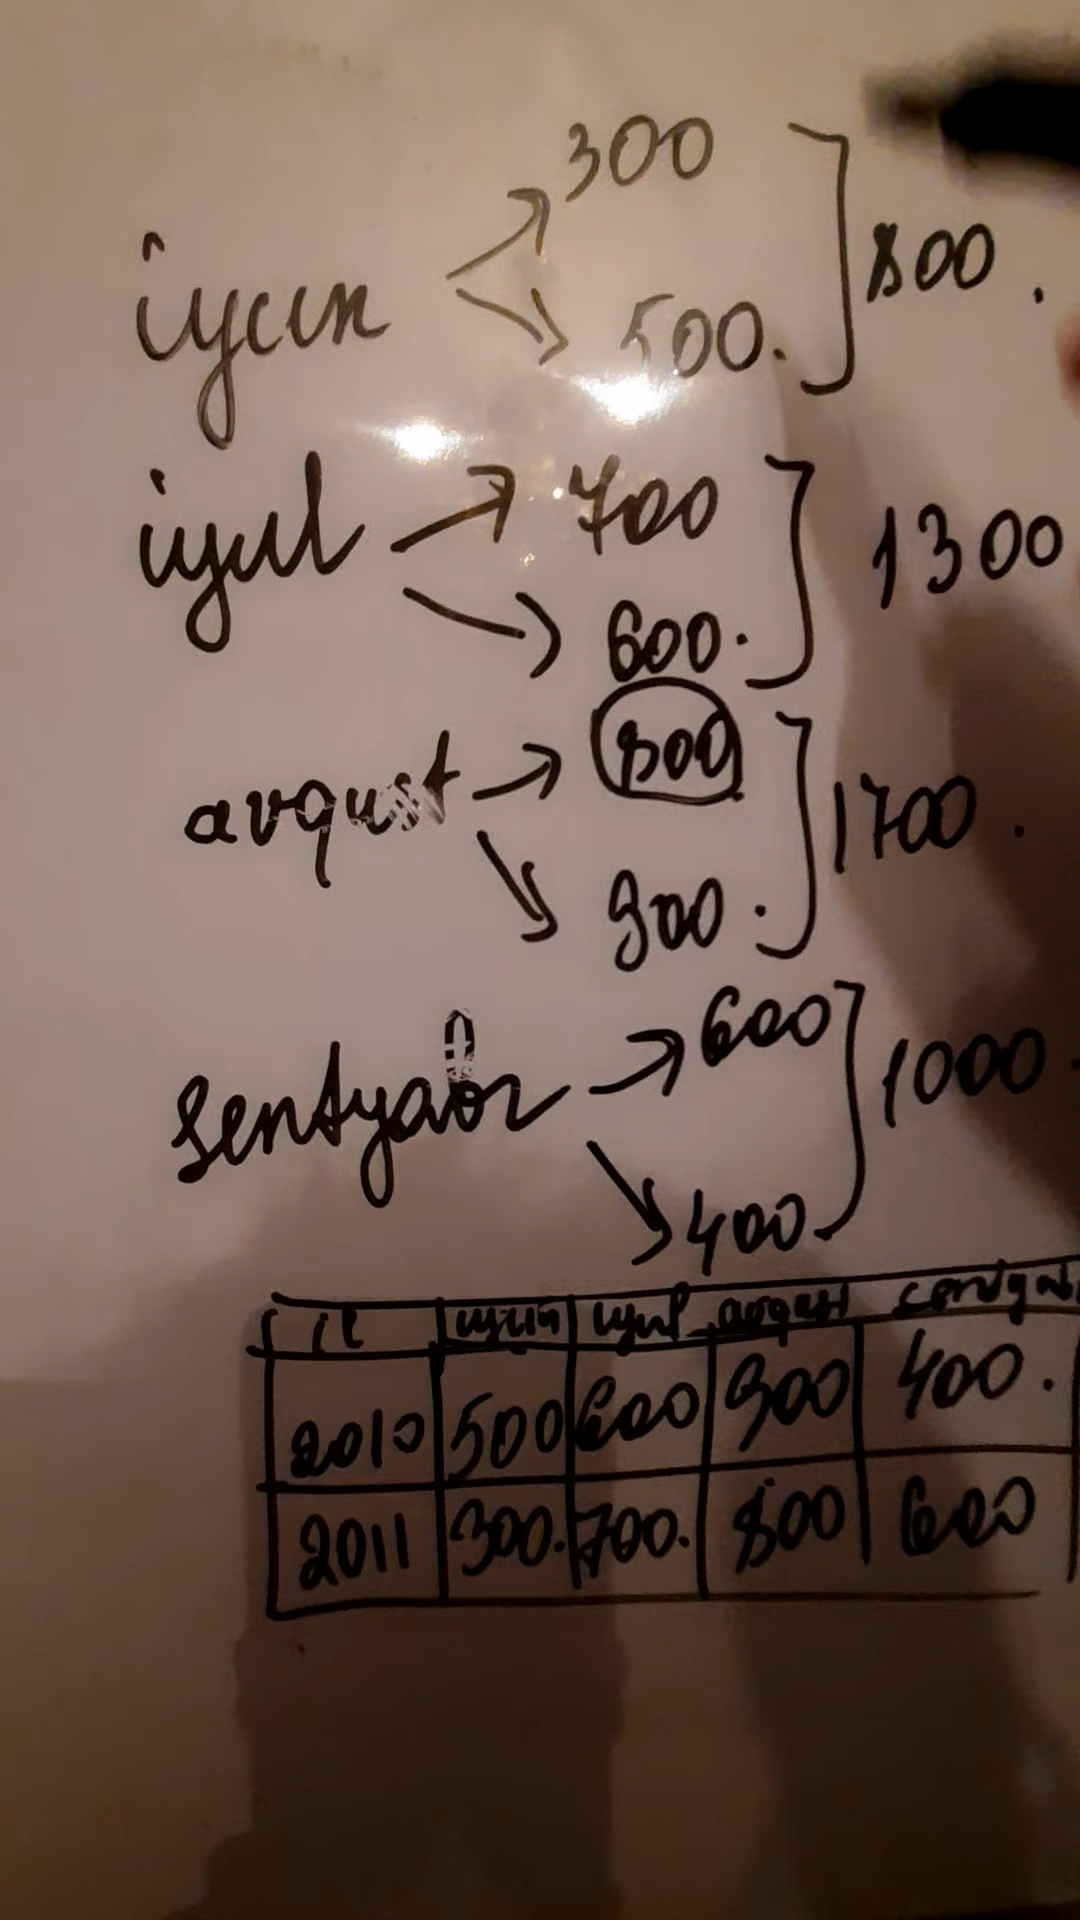 300
iyun
500.
800.
iyul
700
600.
1300
avqust
800
900.
1700.
sentyabr
600
400.
1000.
il iyun iyul avqust sentyab
2010 500 600 900 400.
2011 300. 700. 800 600